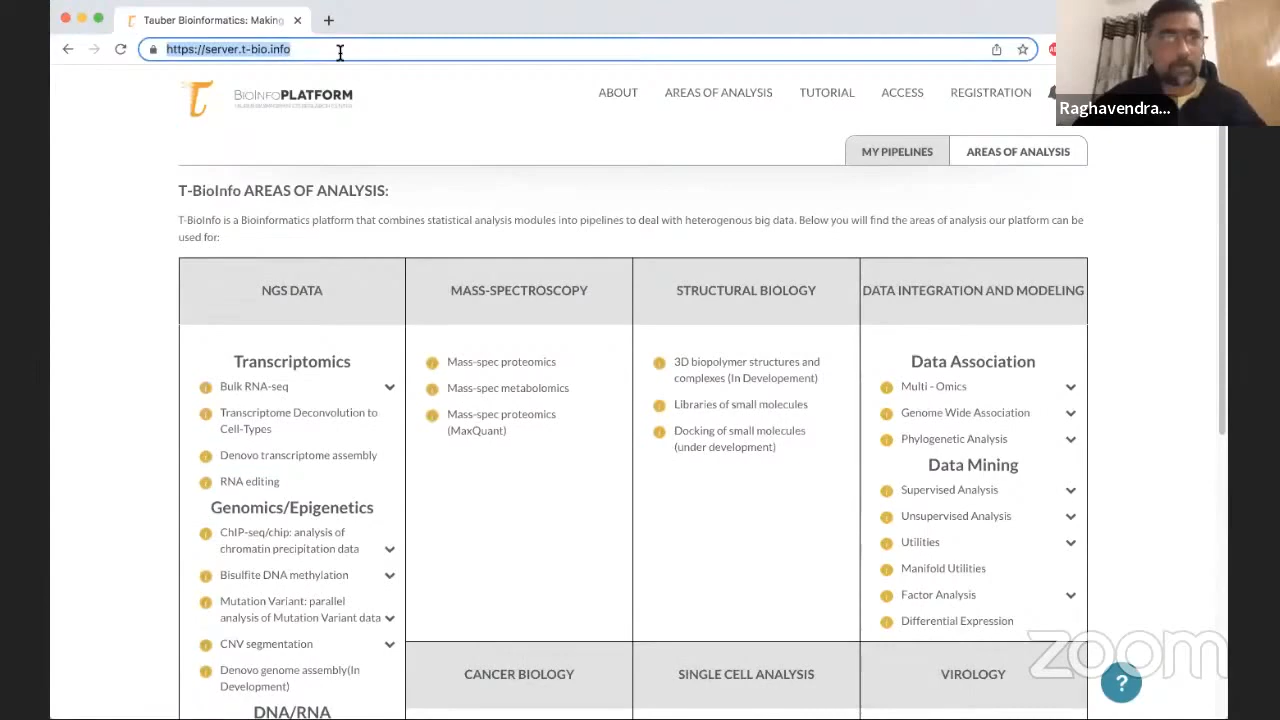 Tauber Bioinformatics: Making
https://server.t-bio.info
BIOINFOPLATFORM
ABOUT
AREAS OF ANALYSIS
TUTORIAL
ACCESS
REGISTRATION
Raghavendra...
MY PIPELINES
AREAS OF ANALYSIS
T-BioInfo AREAS OF ANALYSIS:
T-BioInfo is a Bioinformatics platform that combines statistical analysis modules into pipelines to deal with heterogenous big data. Below you will find the areas of analysis our platform can be
used for:
NGS DATA
MASS-SPECTROSCOPY
STRUCTURAL BIOLOGY
DATA INTEGRATION AND MODELING
Transcriptomics
Bulk RNA-seq
Transcriptome Deconvolution to
Cell-Types
Denovo transcriptome assembly
RNA editing
Genomics/Epigenetics
ChIP-seq/chip: analysis of
chromatin precipitation data
Bisulfite DNA methylation
Mutation Variant: parallel
analysis of Mutation Variant data
CNV segmentation
Denovo genome assembly(In
Development)
DNA/RNA
Mass-spec proteomics
Mass-spec metabolomics
Mass-spec proteomics
(MaxQuant)
3D biopolymer structures and
complexes (In Developement)
Libraries of small molecules
Docking of small molecules
(under development)
Data Association
Multi - Omics
Genome Wide Association
Phylogenetic Analysis
Data Mining
Supervised Analysis
Unsupervised Analysis
Utilities
Manifold Utilities
Factor Analysis
Differential Expression
CANCER BIOLOGY
SINGLE CELL ANALYSIS
VIROLOGY
zoom
?